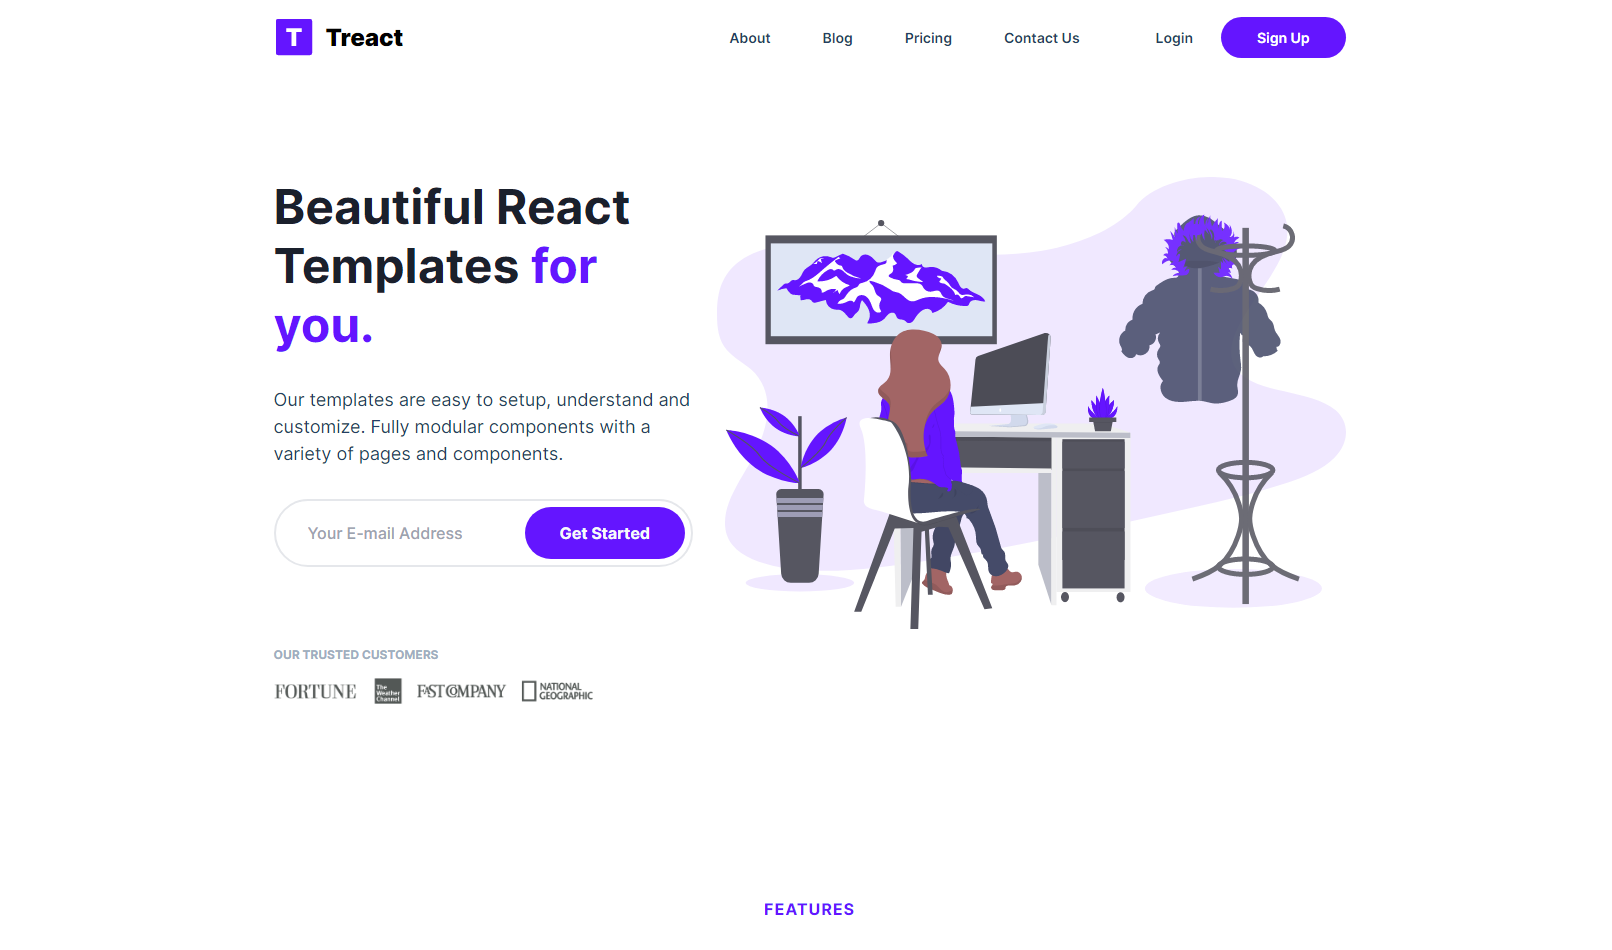 T Treact
About Blog Pricing Contact Us Login Sign Up
Beautiful React
Templates for
you.
Our templates are easy to setup, understand and
customize. Fully modular components with a
variety of pages and components.
Your E-mail Address Get Started
OUR TRUSTED CUSTOMERS
FORTUNE
The
Weather
Channel
FAST COMPANY
NATIONAL
GEOGRAPHIC
FEATURES